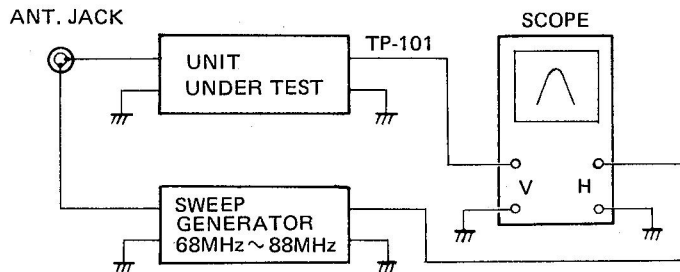 ANT. JACK
SCOPE
TP-101
UNIT
UNDER TEST
V
H
SWEEP
GENERATOR
68MHz~88MHz